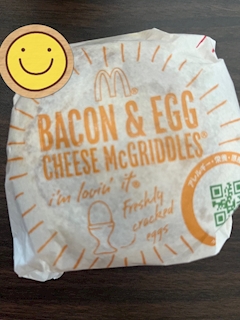 M®
BACON & EGG
CHEESE McGRIDDLES®
i'm lovin' it®
freshly
cracked
eggs